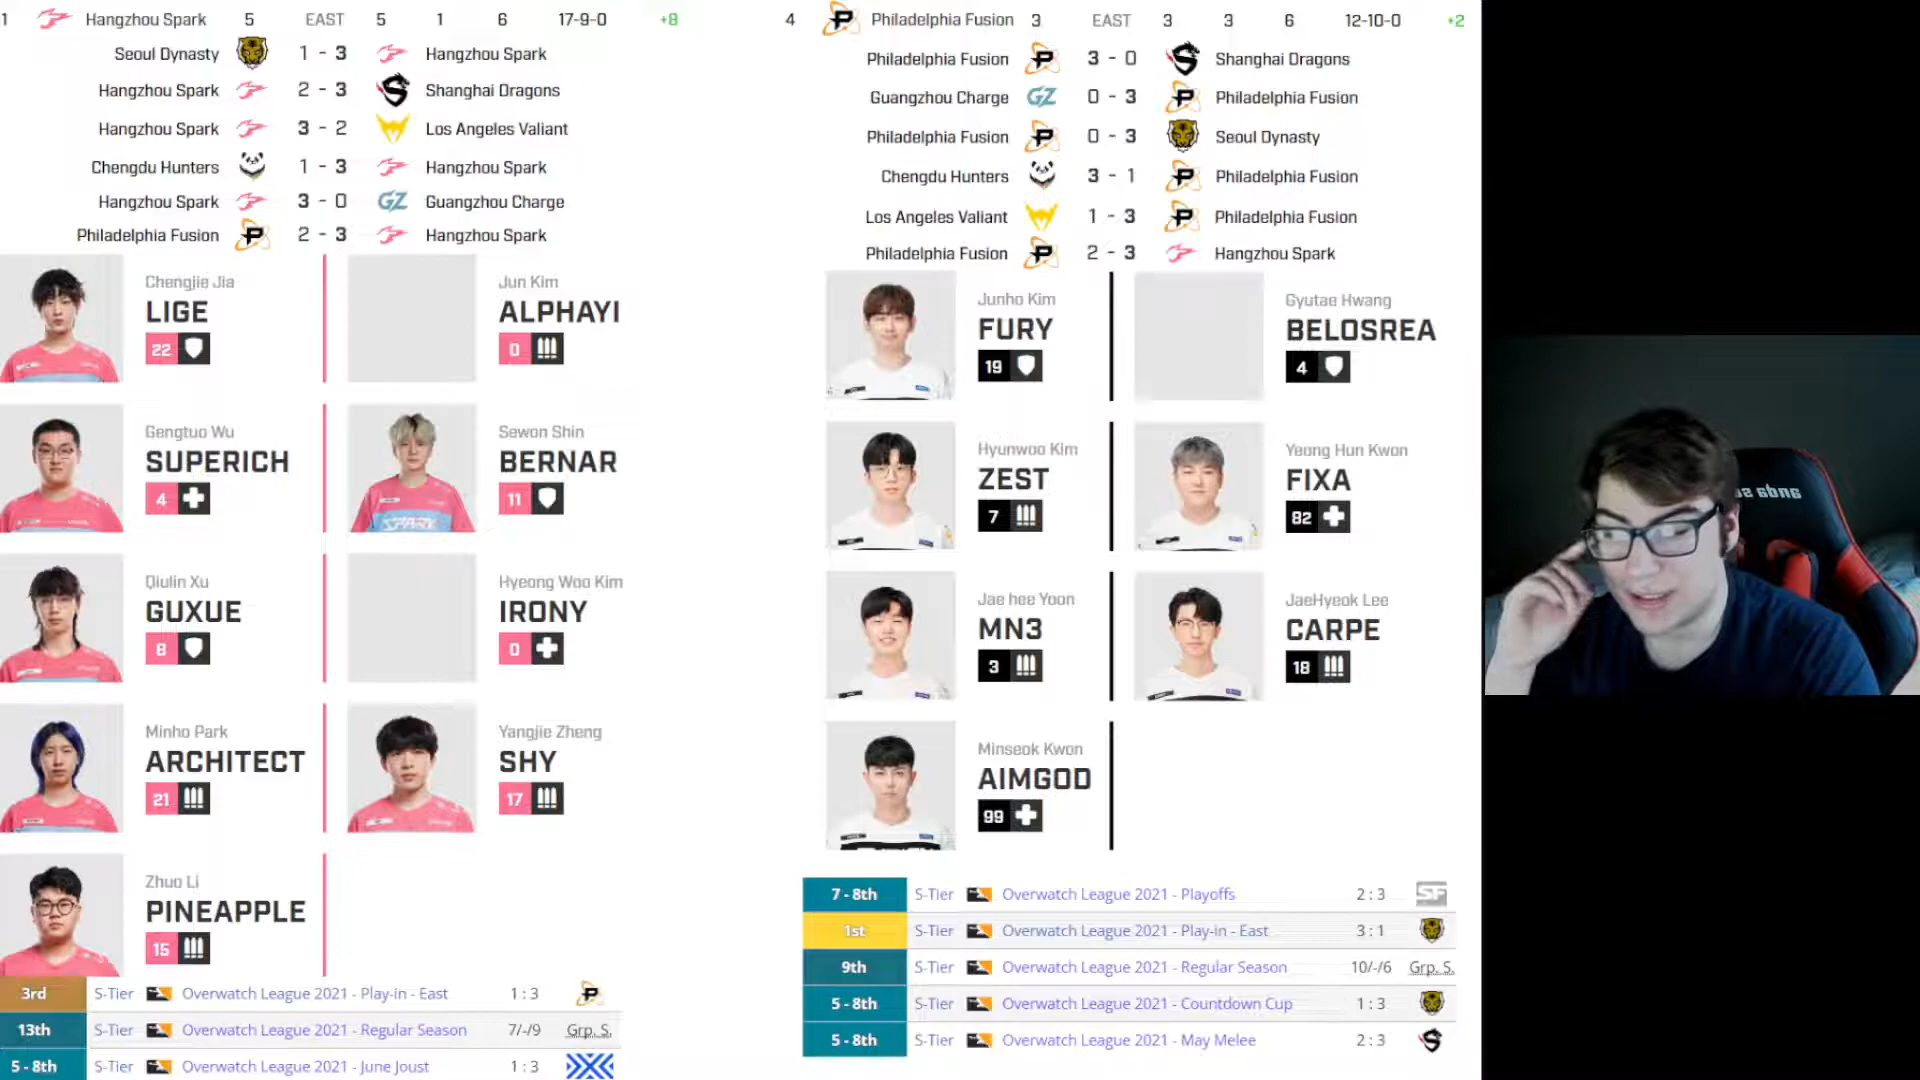 1 Hangzhou Spark 5 EAST 5 1 6 17-9-0 +8
Seoul Dynasty 1 - 3 Hangzhou Spark
Hangzhou Spark 2 - 3 Shanghai Dragons
Hangzhou Spark 3 - 2 Los Angeles Valiant
Chengdu Hunters 1 - 3 Hangzhou Spark
Hangzhou Spark 3 - 0 GZ Guangzhou Charge
Philadelphia Fusion P 2 - 3 Hangzhou Spark
Chengjie Jia
LIGE
22
Jun Kim
ALPHAYI
0
Gengtuo Wu
SUPERICH
4
Sewon Shin
BERNAR
11
SPARK
Qiulin Xu
GUXUE
8
Hyeong Woo Kim
IRONY
0
Minho Park
ARCHITECT
21
Yangjie Zheng
SHY
17
Zhuo Li
PINEAPPLE
15
3rd S-Tier Overwatch League 2021 - Play-in - East 1 : 3 P
13th S-Tier Overwatch League 2021 - Regular Season 7/-/9 Grp. S.
5 - 8th S-Tier Overwatch League 2021 - June Joust 1 : 3
4 P Philadelphia Fusion 3 EAST 3 3 6 12-10-0 +2
Philadelphia Fusion P 3 - 0 Shanghai Dragons
Guangzhou Charge GZ 0 - 3 P Philadelphia Fusion
Philadelphia Fusion P 0 - 3 Seoul Dynasty
Chengdu Hunters 3 - 1 P Philadelphia Fusion
Los Angeles Valiant 1 - 3 P Philadelphia Fusion
Philadelphia Fusion P 2 - 3 Hangzhou Spark
Junho Kim
FURY
19
Gyutae Hwang
BELOSREA
4
Hyunwoo Kim
ZEST
7
Yeong Hun Kwon
FIXA
82
Jae hee Yoon
MN3
3
JaeHyeok Lee
CARPE
18
Minseok Kwon
AIMGOD
99
7 - 8th S-Tier Overwatch League 2021 - Playoffs 2 : 3 SF
1st S-Tier Overwatch League 2021 - Play-in - East 3 : 1
9th S-Tier Overwatch League 2021 - Regular Season 10/-/6 Grp. S.
5 - 8th S-Tier Overwatch League 2021 - Countdown Cup 1 : 3
5 - 8th S-Tier Overwatch League 2021 - May Melee 2 : 3